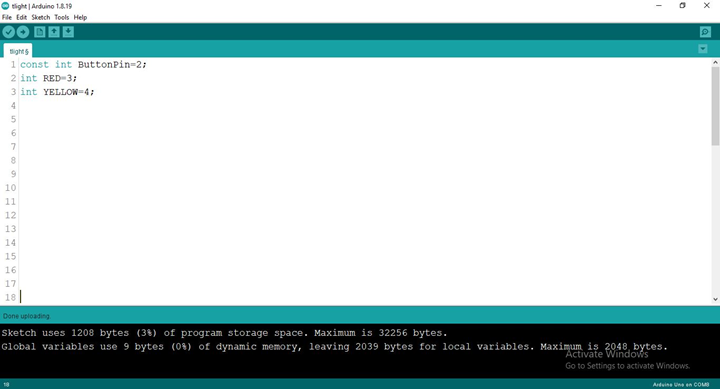 tlight | Arduino 1.8.19
File Edit Sketch Tools Help
tlight§
1 const int ButtonPin=2;
2 int RED=3;
3 int YELLOW=4;
4
5
6
7
8
9
10
11
12
13
14
15
16
17
18
Done uploading.
Sketch uses 1208 bytes (3%) of program storage space. Maximum is 32256 bytes.
Global variables use 9 bytes (0%) of dynamic memory, leaving 2039 bytes for local variables. Maximum is 2048 bytes.
Activate Windows
Go to Settings to activate Windows.
18 Arduino Uno on COM8